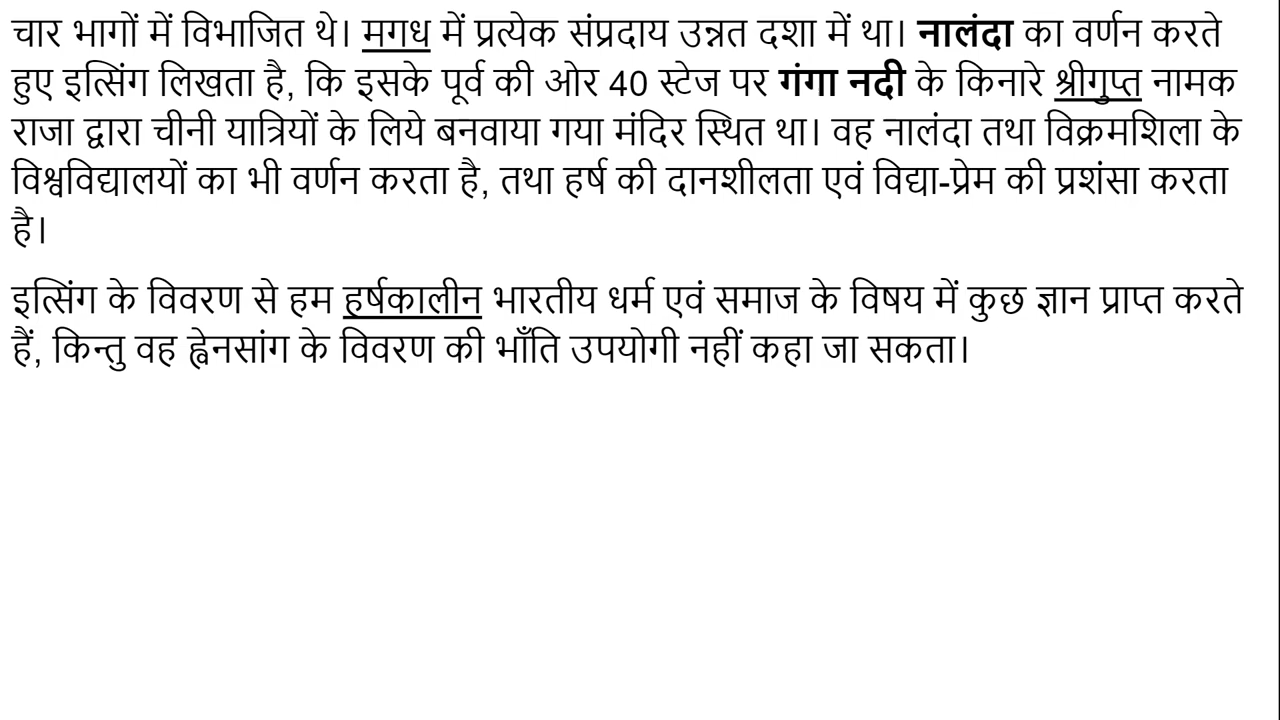 चार भागों में विभाजित थे। मगध में प्रत्येक संप्रदाय उन्नत दशा में था। नालंदा का वर्णन करते
हुए इत्सिंग लिखता है, कि इसके पूर्व की ओर 40 स्टेज पर गंगा नदी के किनारे श्रीगुप्त नामक
राजा द्वारा चीनी यात्रियों के लिये बनवाया गया मंदिर स्थित था। वह नालंदा तथा विक्रमशिला के
विश्वविद्यालयों का भी वर्णन करता है, तथा हर्ष की दानशीलता एवं विद्या-प्रेम की प्रशंसा करता
है।
इत्सिंग के विवरण से हम हर्षकालीन भारतीय धर्म एवं समाज के विषय में कुछ ज्ञान प्राप्त करते
हैं, किन्तु वह ह्वेनसांग के विवरण की भाँति उपयोगी नहीं कहा जा सकता।